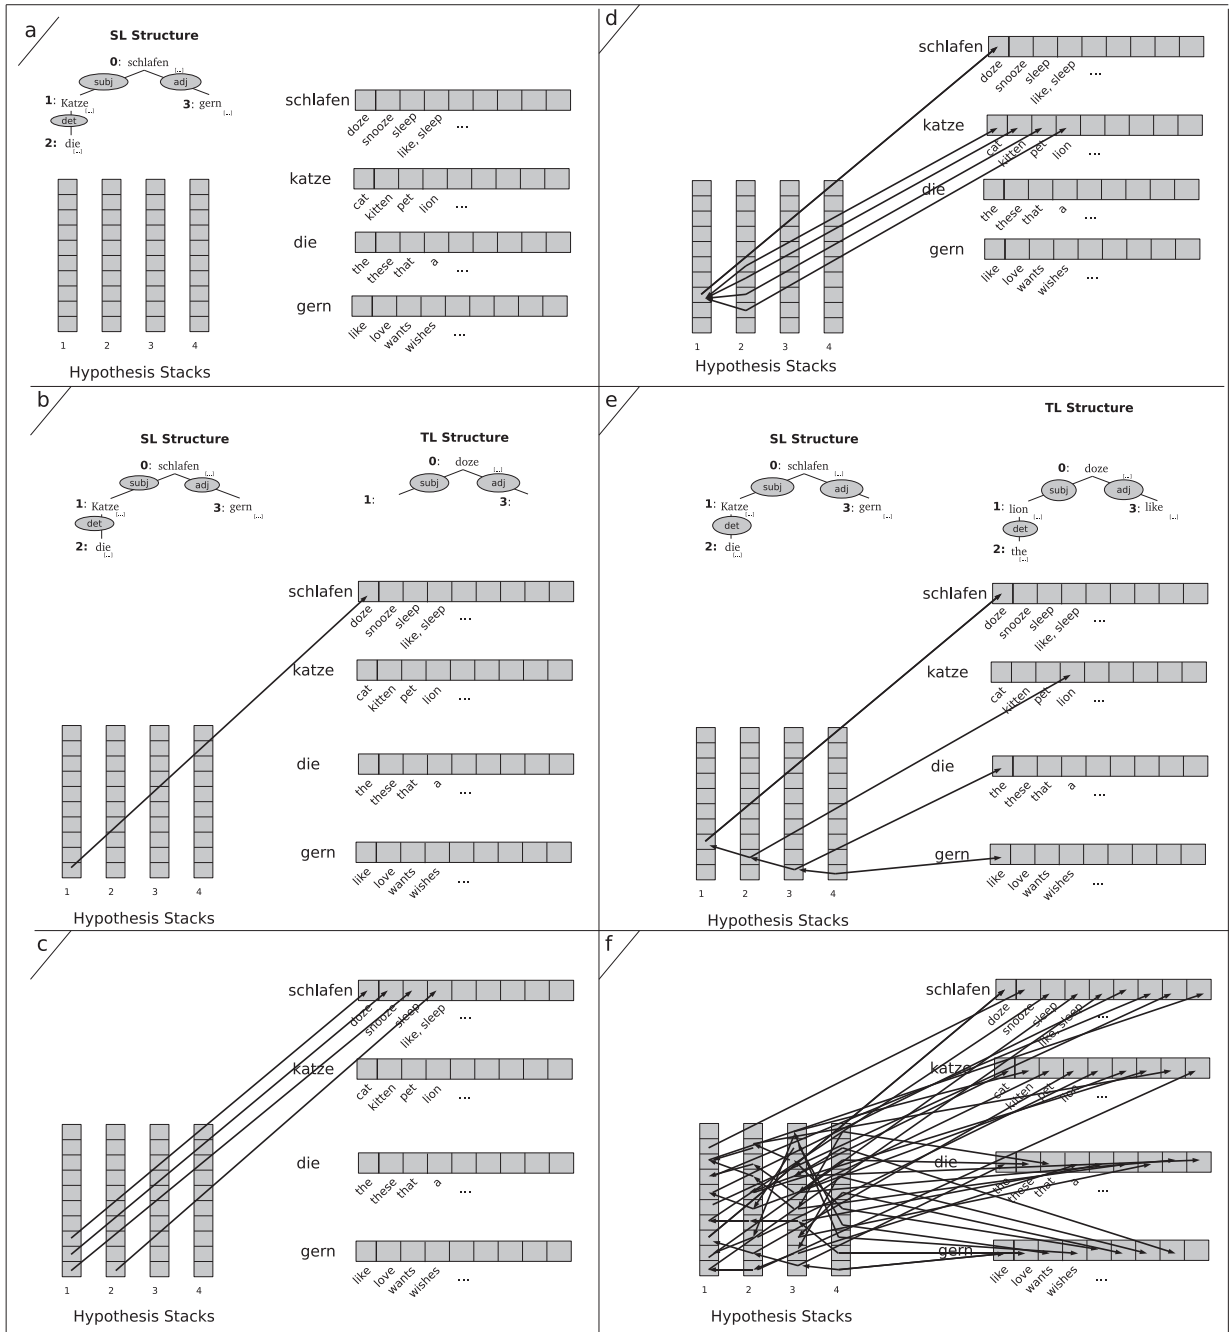 a
SL Structure
0: schlafen
[...]
subj
adj
1: Katze
[...]
3: gern
[...]
det
2: die
[...]
schlafen
doze snooze sleep like, sleep ...
katze
cat kitten pet lion ...
die
the these that a ...
gern
like love wants wishes ...
1 2 3 4
Hypothesis Stacks
b
SL Structure
0: schlafen
[...]
subj
adj
1: Katze
[...]
3: gern
[...]
det
2: die
[...]
TL Structure
0: doze
[...]
subj
adj
1:
3:
schlafen
doze snooze sleep like, sleep ...
katze
cat kitten pet lion ...
die
the these that a ...
gern
like love wants wishes ...
1 2 3 4
Hypothesis Stacks
c
schlafen
doze snooze sleep like, sleep ...
katze
cat kitten pet lion ...
die
the these that a ...
gern
like love wants wishes ...
1 2 3 4
Hypothesis Stacks
d
schlafen
doze snooze sleep like, sleep ...
katze
cat kitten pet lion ...
die
the these that a ...
gern
like love wants wishes ...
1 2 3 4
Hypothesis Stacks
e
SL Structure
0: schlafen
[...]
subj
adj
1: Katze
[...]
3: gern
[...]
det
2: die
[...]
TL Structure
0: doze
[...]
subj
adj
1: lion
[...]
3: like
[...]
det
2: the
[...]
schlafen
doze snooze sleep like, sleep ...
katze
cat kitten pet lion ...
die
the these that a ...
gern
like love wants wishes ...
1 2 3 4
Hypothesis Stacks
f
schlafen
doze snooze sleep like, sleep ...
katze
cat kitten pet lion ...
die
the these that a ...
gern
like love wants wishes ...
1 2 3 4
Hypothesis Stacks